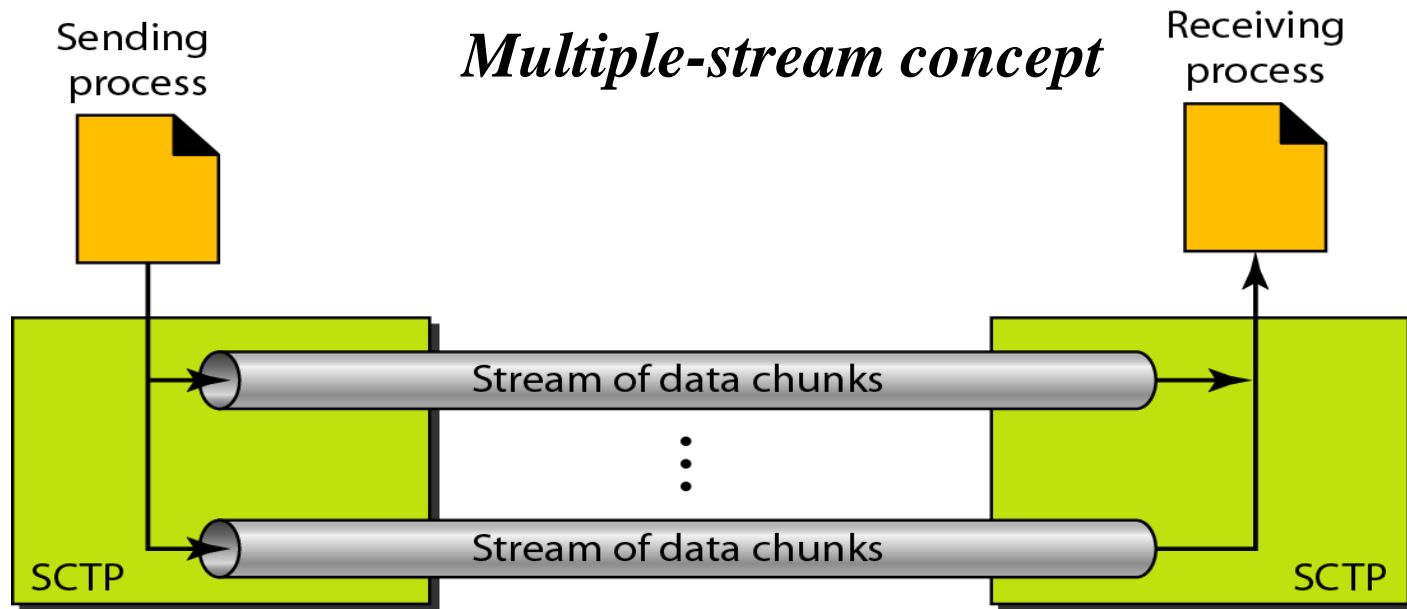 Sending
process
Multiple-stream concept
Receiving
process
Stream of data chunks
Stream of data chunks
SCTP
SCTP